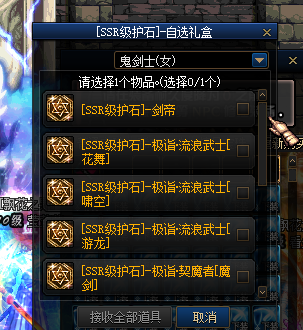 [SSR级护石]-自选礼盒
鬼剑士(女)
请选择1个物品。(选择0/1个)
[SSR级护石]-剑帝
[SSR级护石]-极诣·流浪武士[
花舞]
[SSR级护石]-极诣·流浪武士[
啸空]
[SSR级护石]-极诣·流浪武士[
游龙]
[SSR级护石]-极诣·契魔者[魔
剑]
接收全部道具
取消